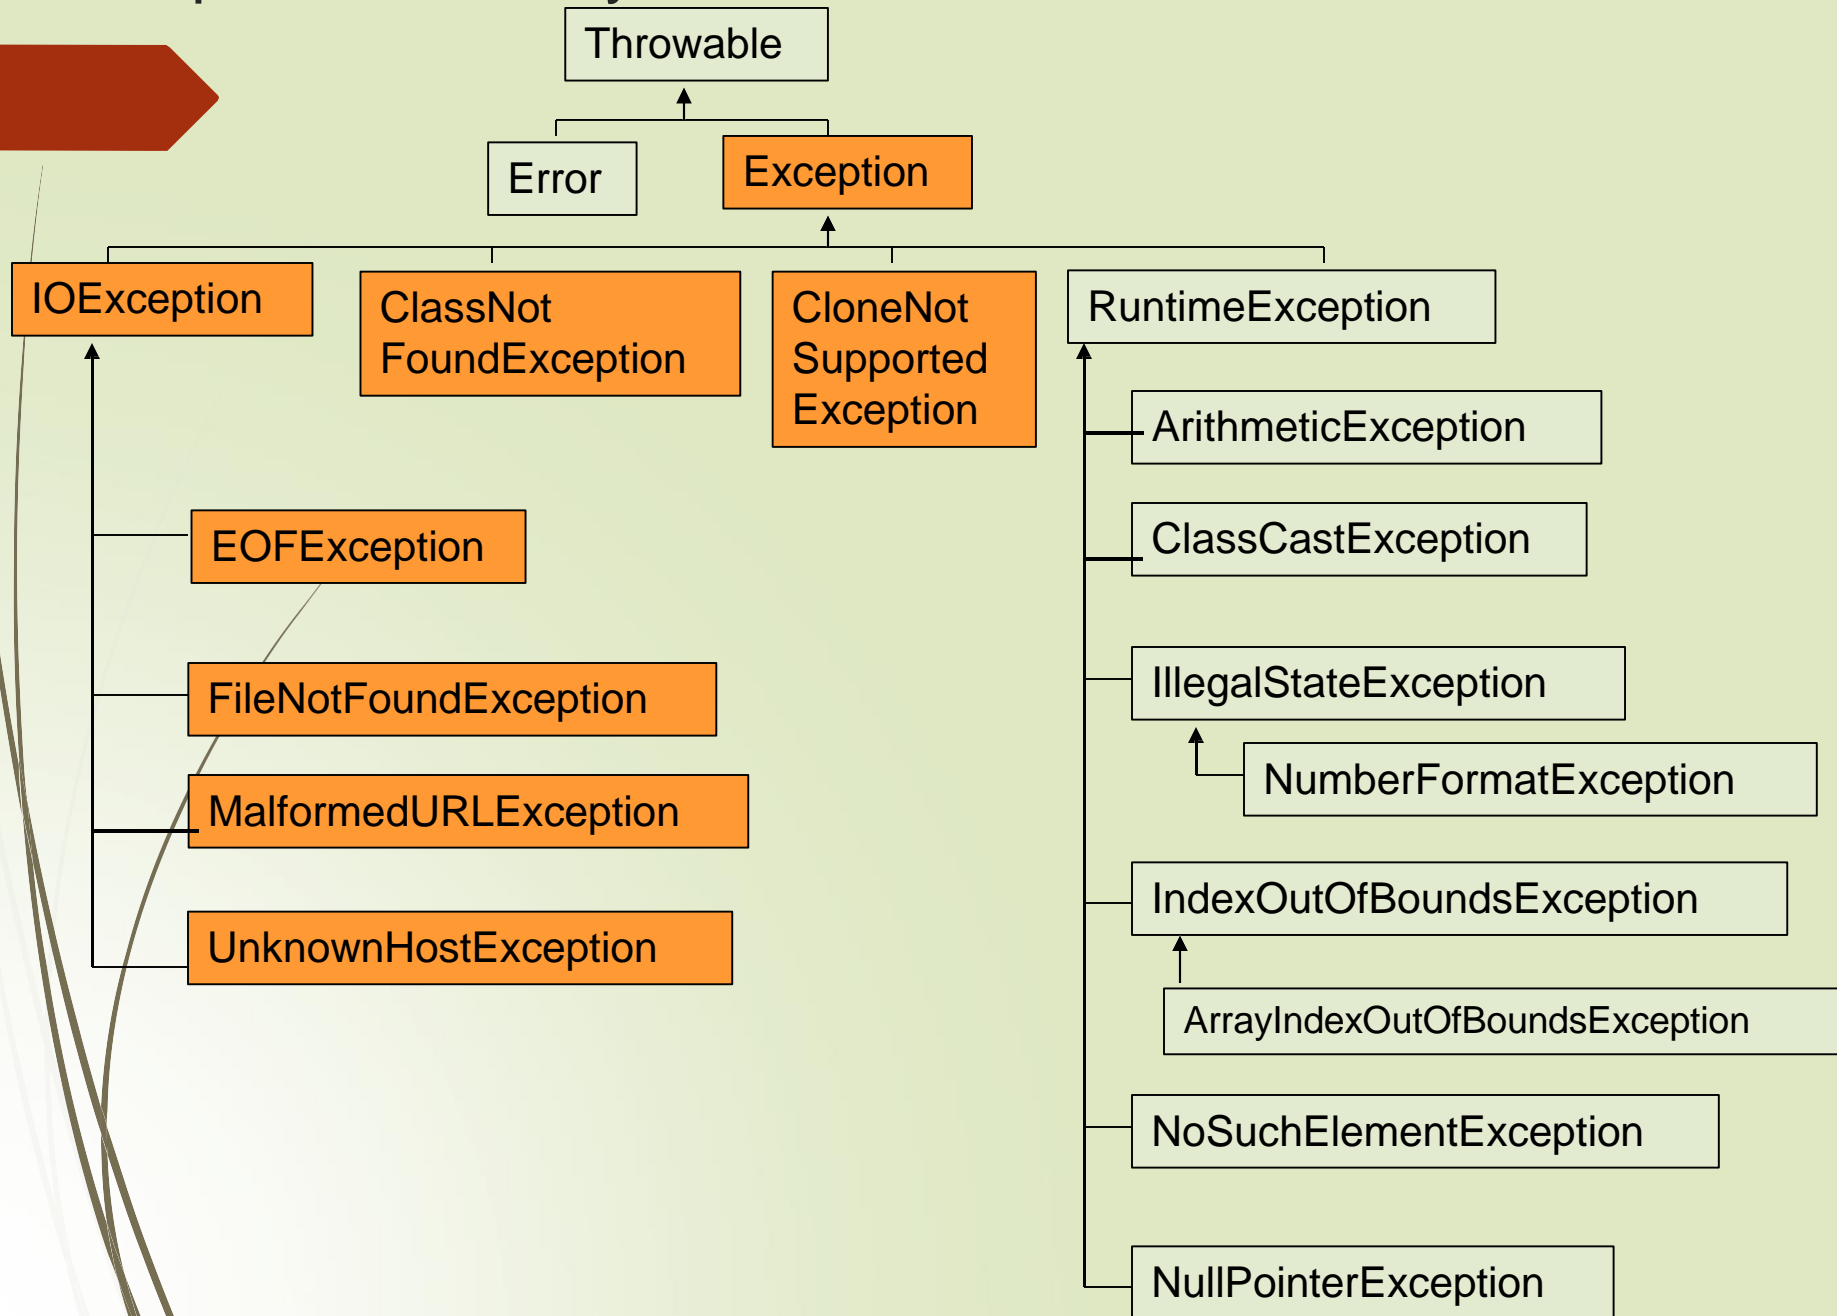 Throwable
Error
Exception
IOException
ClassNot
FoundException
CloneNot
Supported
Exception
RuntimeException
ArithmeticException
ClassCastException
EOFException
FileNotFoundException
MalformedURLException
UnknownHostException
IllegalStateException
NumberFormatException
IndexOutOfBoundsException
ArrayIndexOutOfBoundsException
NoSuchElementException
NullPointerException